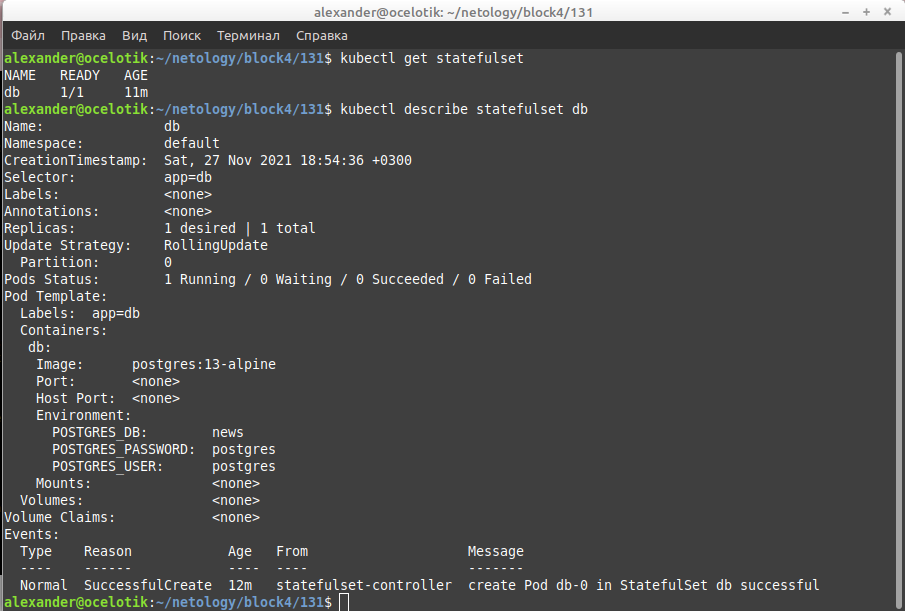 alexander@ocelotik: ~/netology/block4/131
Файл Правка Вид Поиск Терминал Справка
alexander@ocelotik:~/netology/block4/131$ kubectl get statefulset
NAME   READY   AGE
db     1/1     11m
alexander@ocelotik:~/netology/block4/131$ kubectl describe statefulset db
Name:               db
Namespace:          default
CreationTimestamp:  Sat, 27 Nov 2021 18:54:36 +0300
Selector:           app=db
Labels:             <none>
Annotations:        <none>
Replicas:           1 desired | 1 total
Update Strategy:    RollingUpdate
  Partition:        0
Pods Status:        1 Running / 0 Waiting / 0 Succeeded / 0 Failed
Pod Template:
  Labels:  app=db
  Containers:
   db:
    Image:      postgres:13-alpine
    Port:       <none>
    Host Port:  <none>
    Environment:
      POSTGRES_DB:        news
      POSTGRES_PASSWORD:  postgres
      POSTGRES_USER:      postgres
    Mounts:               <none>
  Volumes:                <none>
Volume Claims:            <none>
Events:
  Type    Reason            Age   From                    Message
  ----    ------            ----  ----                    -------
  Normal  SuccessfulCreate  12m   statefulset-controller  create Pod db-0 in StatefulSet db successful
alexander@ocelotik:~/netology/block4/131$